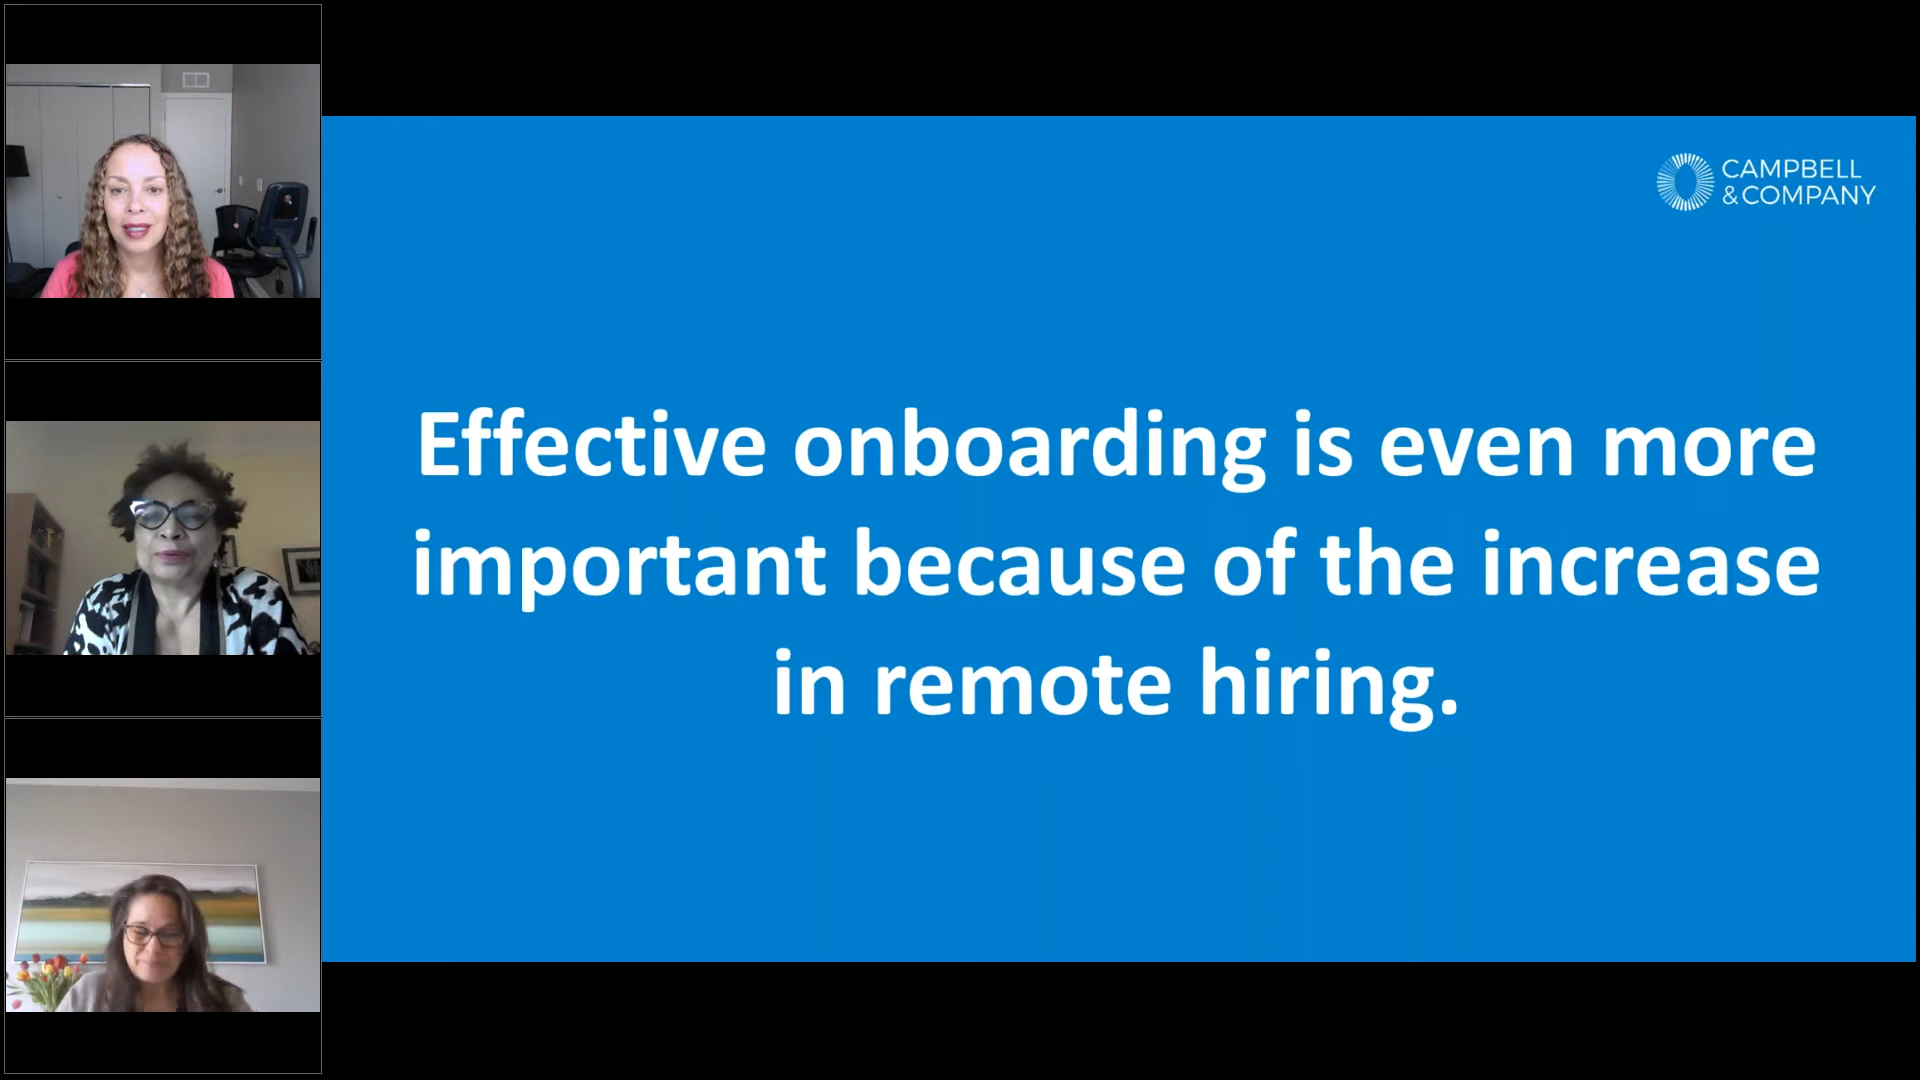 CAMPBELL
& COMPANY
Effective onboarding is even more
important because of the increase
in remote hiring.